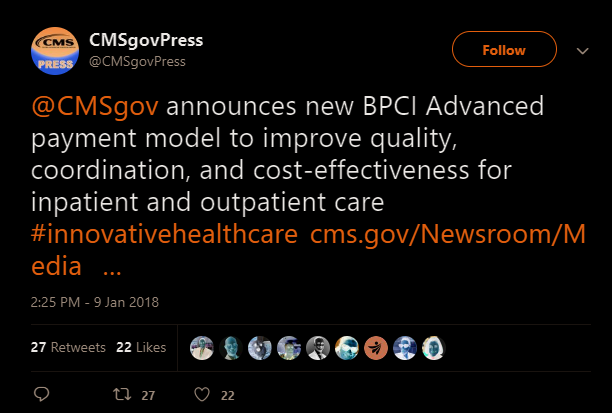 CMS
PRESS
CMSgovPress
@CMSgovPress
Follow
@CMSgov announces new BPCI Advanced
payment model to improve quality,
coordination, and cost-effectiveness for
inpatient and outpatient care
#innovativehealthcare cms.gov/Newsroom/M
edia ...
2:25 PM - 9 Jan 2018
27 Retweets 22 Likes
27 22